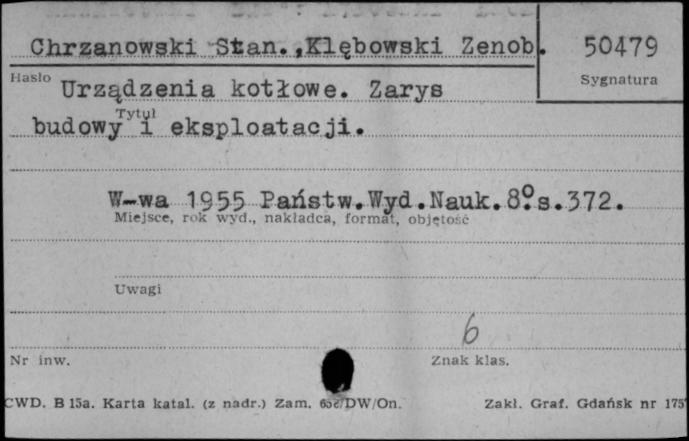 Chrzanowski Stan.,Klębowski Zenob. 50479
Hasło Sygnatura
Urządzenia kotłowe. Zarys
Tytuł
budowy i eksploatacji.
W-wa 1955 Państw.Wyd.Nauk.8° s.372.
Miejsce, rok wyd., nakładca, format, objętość
Uwagi
6
Nr inw. Znak klas.
CWD. B 15a. Karta katal. (z nadr.) Zam. DW/On. Zakł. Graf. Gdańsk nr 175